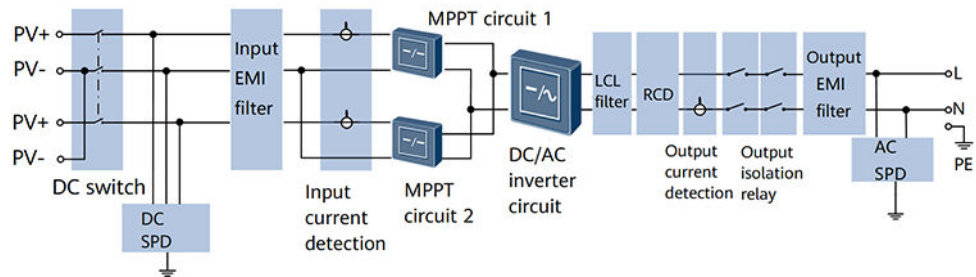 PV+
PV-
PV+
PV-
DC switch
DC
SPD
Input
EMI
filter
Input
current
detection
MPPT circuit 1
MPPT
circuit 2
DC/AC
inverter
circuit
LCL
filter
RCD
Output
current
detection
Output
isolation
relay
Output
EMI
filter
AC
SPD
L
N
PE